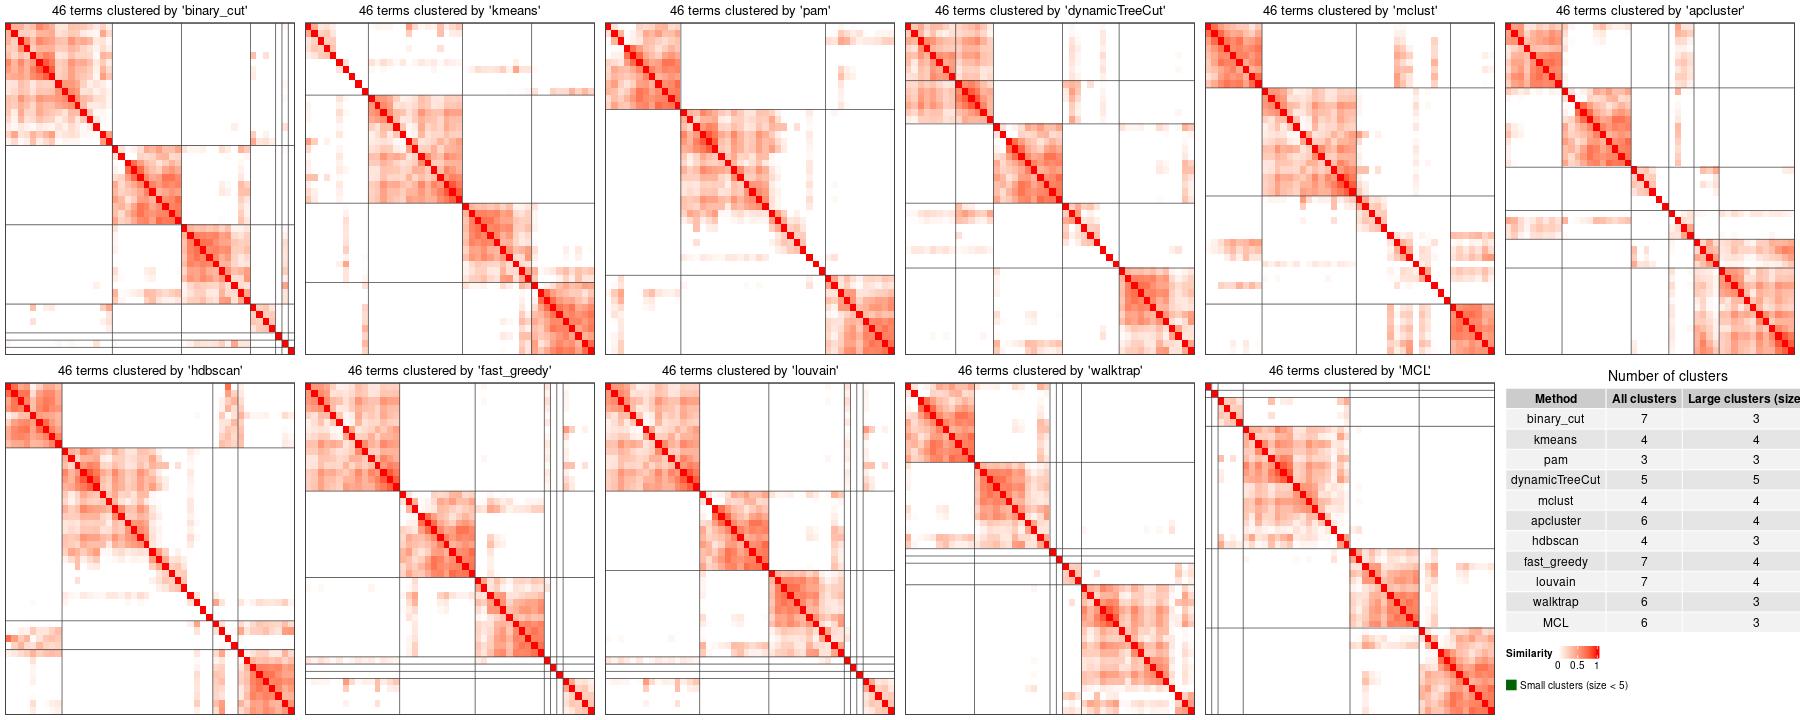 46 terms clustered by 'binary_cut'
46 terms clustered by 'kmeans'
46 terms clustered by 'pam'
46 terms clustered by 'dynamicTreeCut'
46 terms clustered by 'mclust'
46 terms clustered by 'apcluster'
46 terms clustered by 'hdbscan'
46 terms clustered by 'fast_greedy'
46 terms clustered by 'louvain'
46 terms clustered by 'walktrap'
46 terms clustered by 'MCL'
Number of clusters
Method All clusters Large clusters (size
binary_cut 7 3
kmeans 4 4
pam 3 3
dynamicTreeCut 5 5
mclust 4 4
apcluster 6 4
hdbscan 4 3
fast_greedy 7 4
louvain 7 4
walktrap 6 3
MCL 6 3
Similarity
0 0.5 1
Small clusters (size < 5)